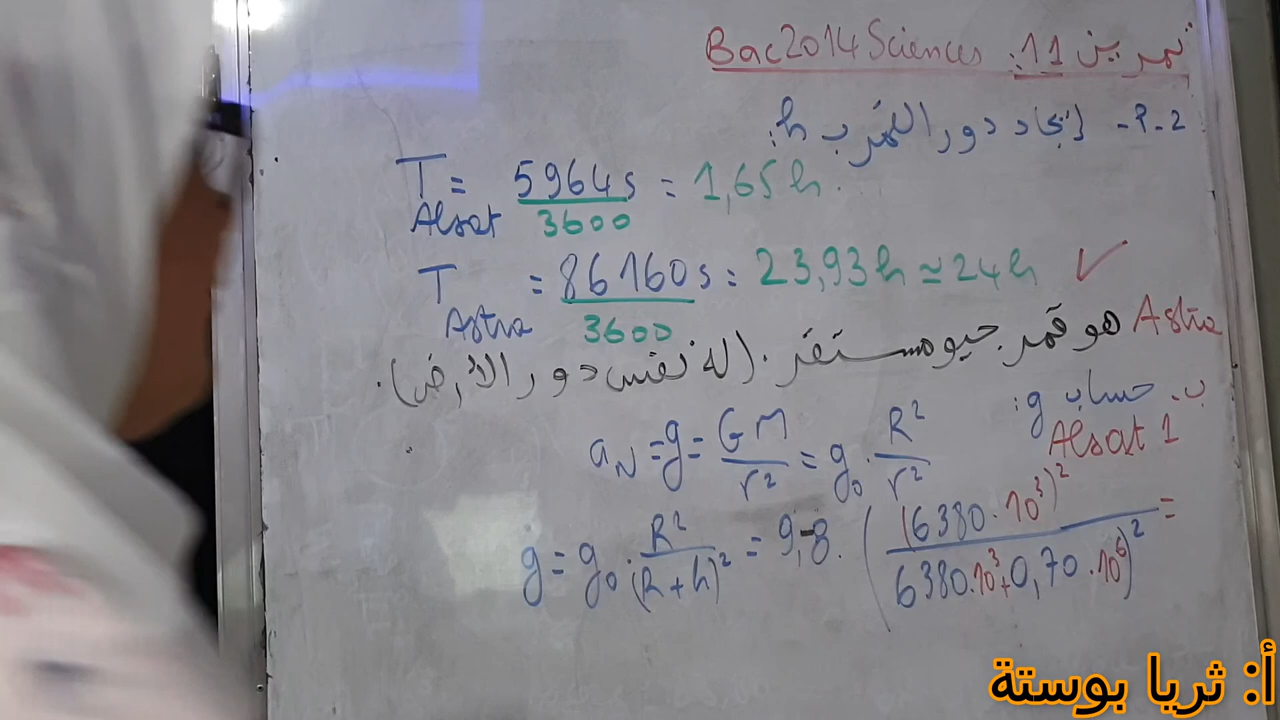 تمرين 11: Bac2014 Sciences
2-أ- إيجاد دور القمر ب h:
T Alsat = 5964s / 3600 = 1,65h.
T Astra = 86160s / 3600 = 23,93h ≃ 24h ✓
Astra هو قمر جيومستقر. (له نفس دور الأرض).
ب. حساب g:
Alsat 1
a_N = g = GM / r² = g₀ . R² / r²
g = g₀ . R² / (R+h)² = 9,8 . (6380.10³)² / (6380.10³+0,70.10⁶)² =
أ: ثريا بوستة